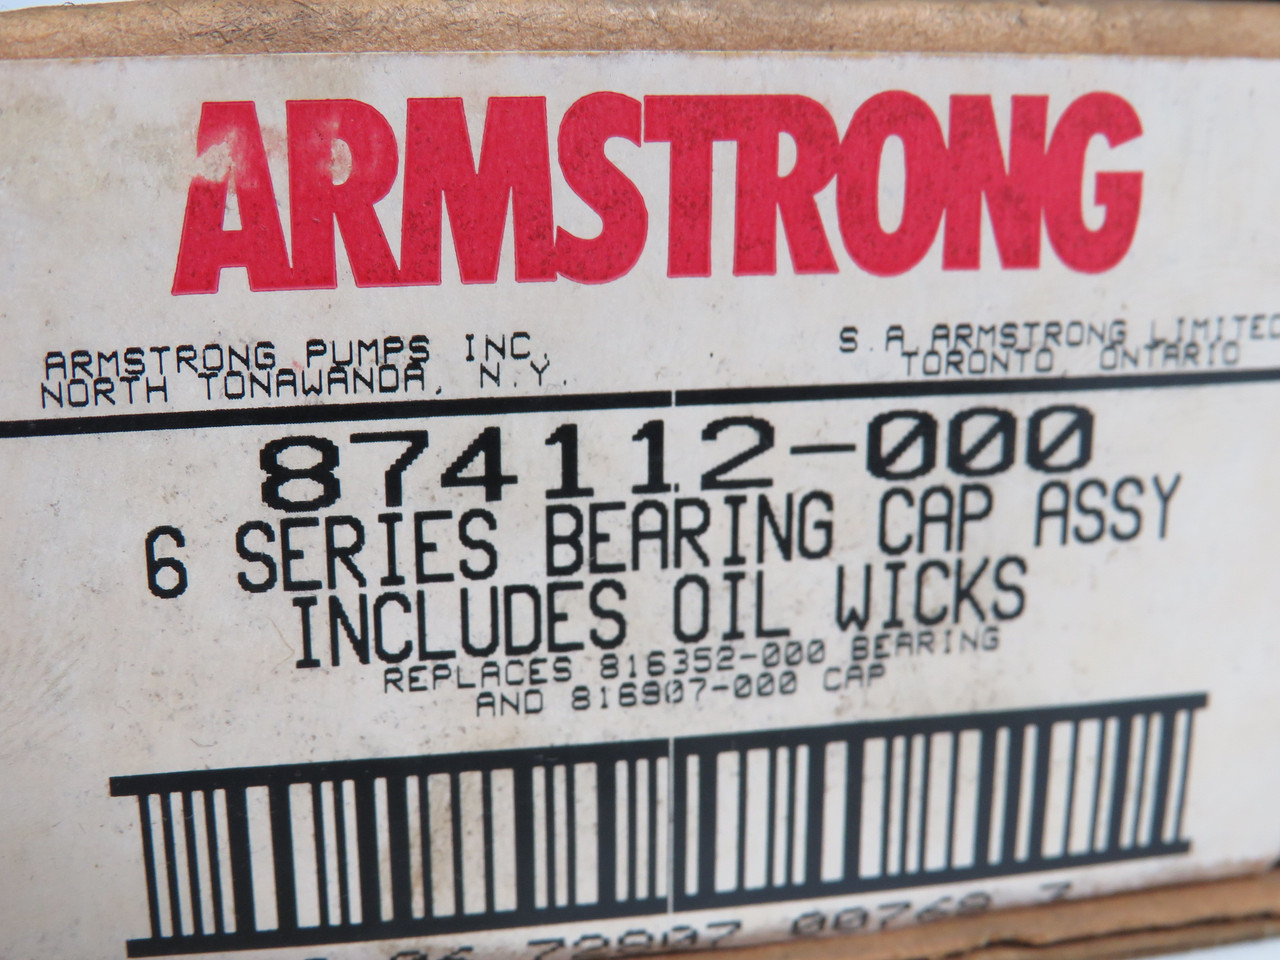 ARMSTRONG
ARMSTRONG PUMPS INC.
NORTH TONAWANDA, N.Y.
S.A. ARMSTRONG LIMITED
TORONTO, ONTARIO
874112-000
6 SERIES BEARING CAP ASSY
INCLUDES OIL WICKS
REPLACES 816352-000 BEARING
AND 816907-000 CAP